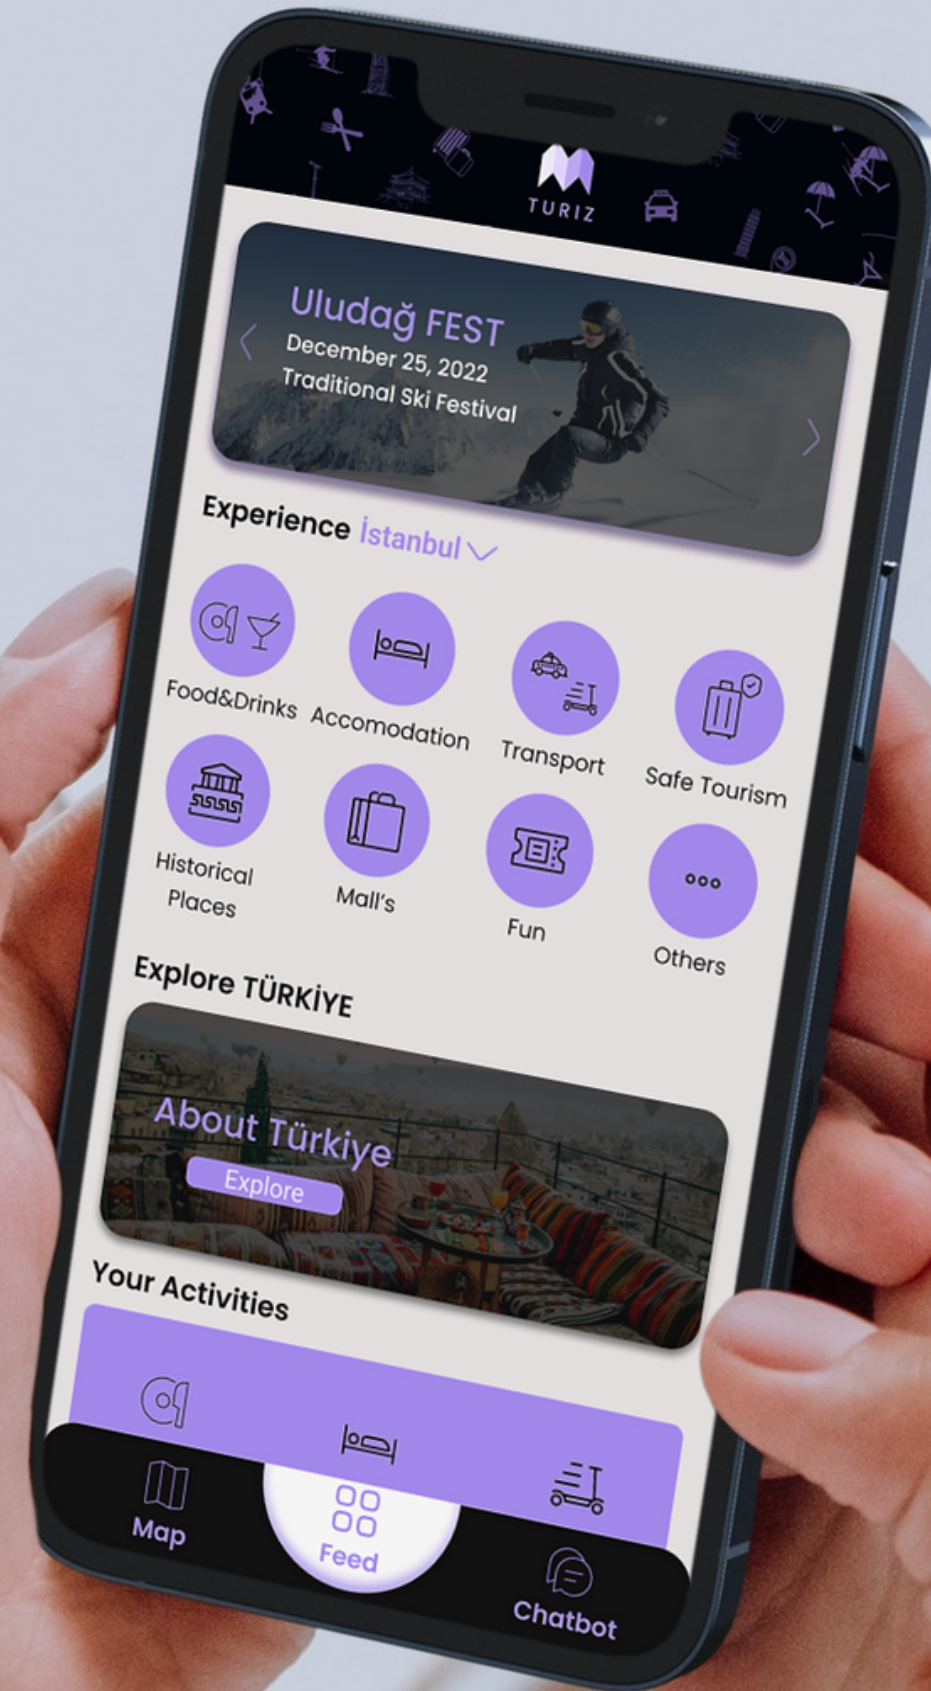 TURIZ
Uludağ FEST
December 25, 2022
Traditional Ski Festival
Experience İstanbul
Food&Drinks
Accomodation
Transport
Safe Tourism
Historical
Places
Mall's
Fun
Others
Explore TÜRKİYE
About Türkiye
Explore
Your Activities
Map
Feed
Chatbot